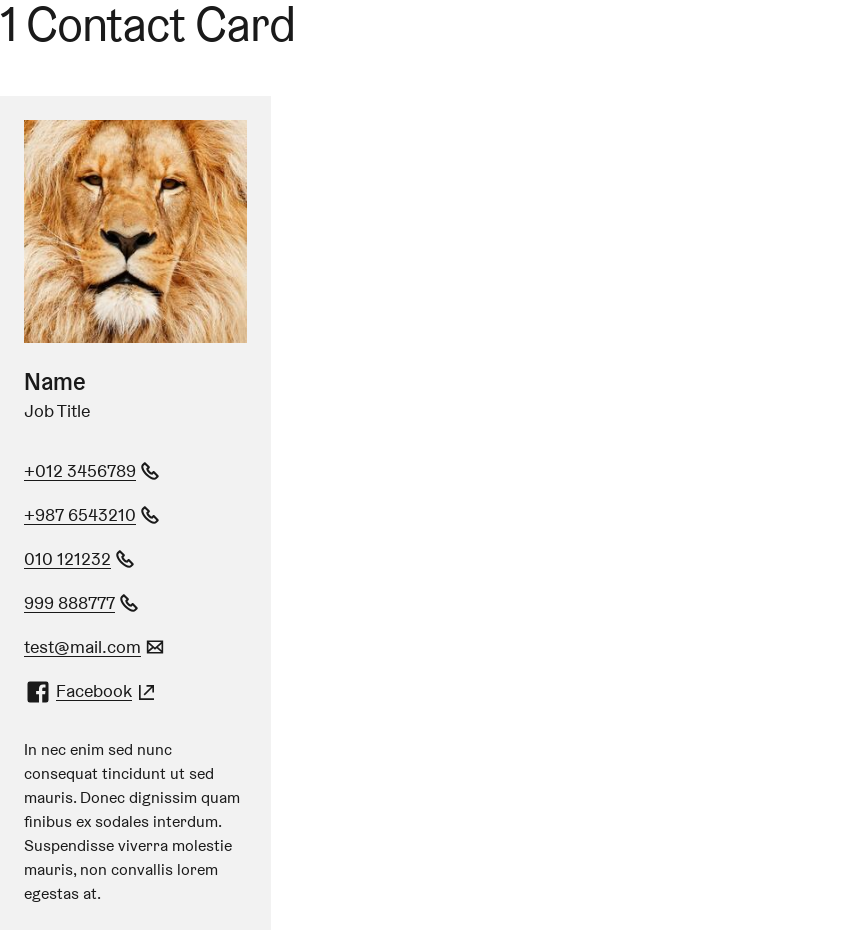 1 Contact Card
Name
Job Title
+012 3456789
+987 6543210
010 121232
999 888777
test@mail.com
Facebook
In nec enim sed nunc
consequat tincidunt ut sed
mauris. Donec dignissim quam
finibus ex sodales interdum.
Suspendisse viverra molestie
mauris, non convallis lorem
egestas at.